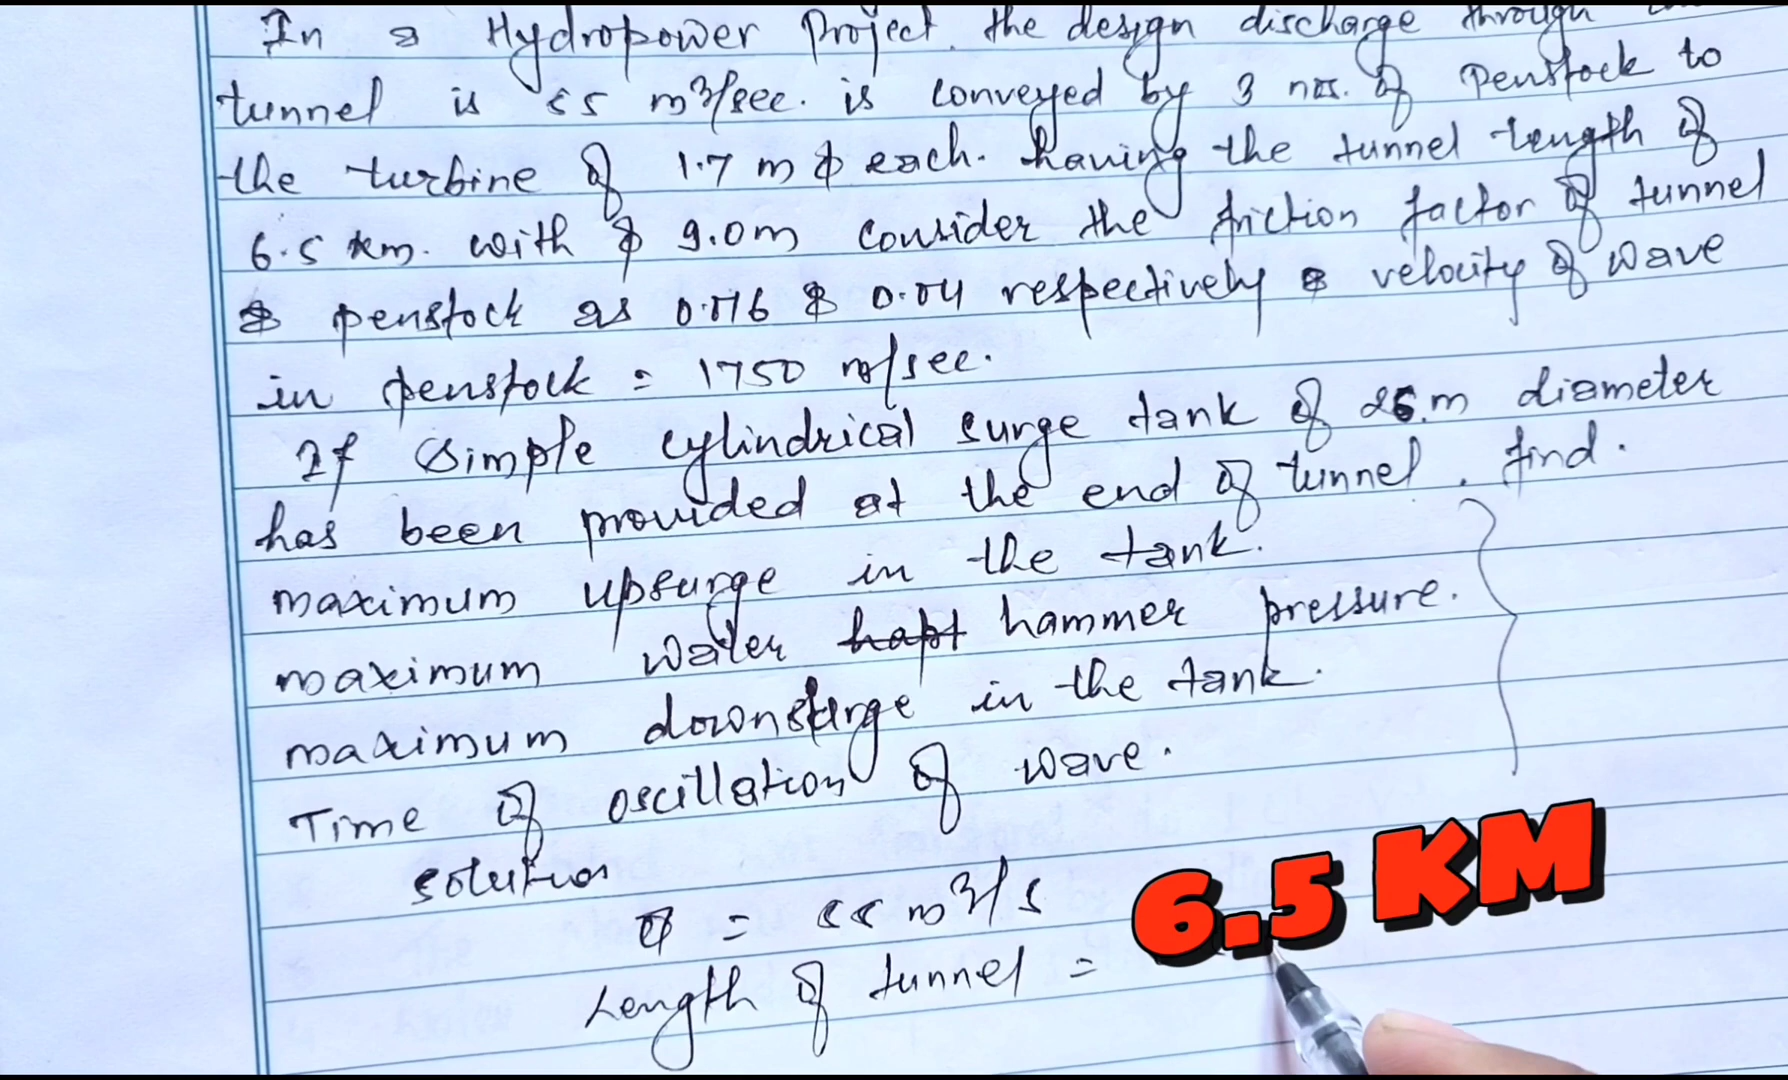 In a Hydropower Project. the design discharge through
tunnel is 55 m³/sec. is conveyed by 3 nos. of Penstock to
the turbine of 1.7 m ϕ each. having the tunnel length of
6.5 km. with ϕ 9.0m consider the friction factor of tunnel
& penstock as 0.016 & 0.04 respectively & velocity of wave
in penstock = 1750 m/sec.
If simple cylindrical surge tank of 26.m diameter
has been provided at the end of tunnel. find.
maximum upsurge in the tank.
maximum water hammer pressure.
maximum downsurge in the tank.
Time of oscillation of wave.
solution
Q = 55 m³/s
Length of tunnel = 6.5 KM